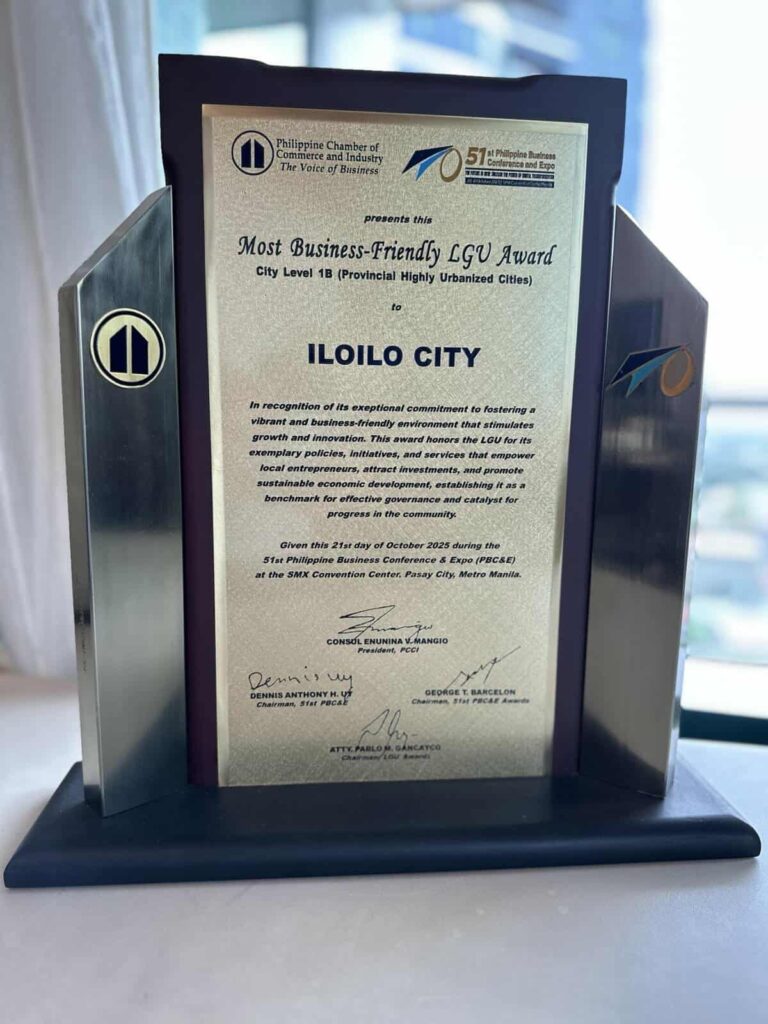 Philippine Chamber of
Commerce and Industry
The Voice of Business
51st Philippine Business
Conference and Expo
presents this
Most Business-Friendly LGU Award
City Level 1B (Provincial Highly Urbanized Cities)
to
ILOILO CITY
In recognition of its exeptional commitment to fostering a
vibrant and business-friendly environment that stimulates
growth and innovation. This award honors the LGU for its
exemplary policies, initiatives, and services that empower
local entrepreneurs, attract investments, and promote
sustainable economic development, establishing it as a
benchmark for effective governance and catalyst for
progress in the community.
Given this 21st day of October 2025 during the
51st Philippine Business Conference & Expo (PBC&E)
at the SMX Convention Center, Pasay City, Metro Manila.
CONSUL ENUNINA V. MANGIO
President, PCCI
Dennis Uy
DENNIS ANTHONY H. UY
Chairman, 51st PBC&E
GEORGE T. BARCELON
Chairman, 51st PBC&E Awards
ATTY. PABLO M. GANCAYCO
Chairman/ LGU Awards